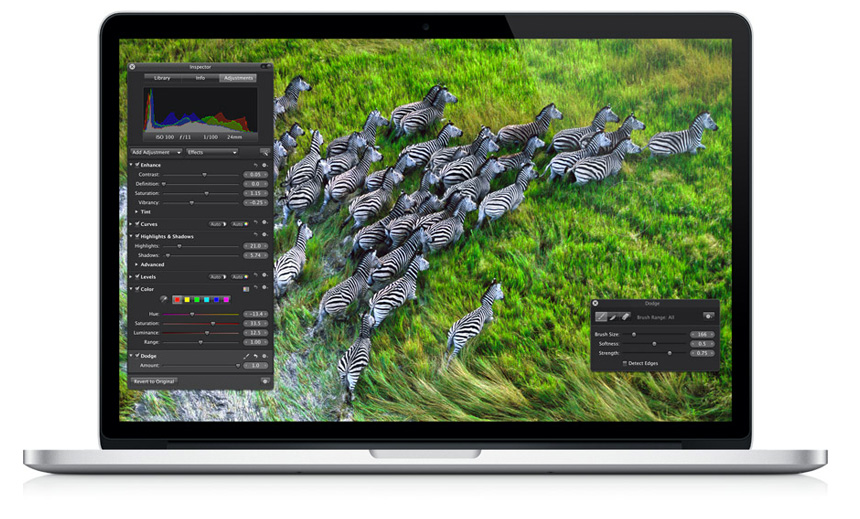 Inspector
Library Info Adjustments
ISO 100 ƒ/11 1/100 24mm
Add Adjustment Effects
Enhance
Contrast: 0.05
Definition: 0.0
Saturation: 1.15
Vibrancy: -0.25
Tint
Curves Auto Auto
Highlights & Shadows
Highlights: 21.0
Shadows: 5.74
Advanced
Levels Auto Auto
Color
Hue: -13.4
Saturation: 33.5
Luminance: 12.5
Range: 1.00
Dodge
Amount: 1.0
Revert to Original
Dodge
Brush Range: All
Brush Size: 166
Softness: 0.5
Strength: 0.75
Detect Edges